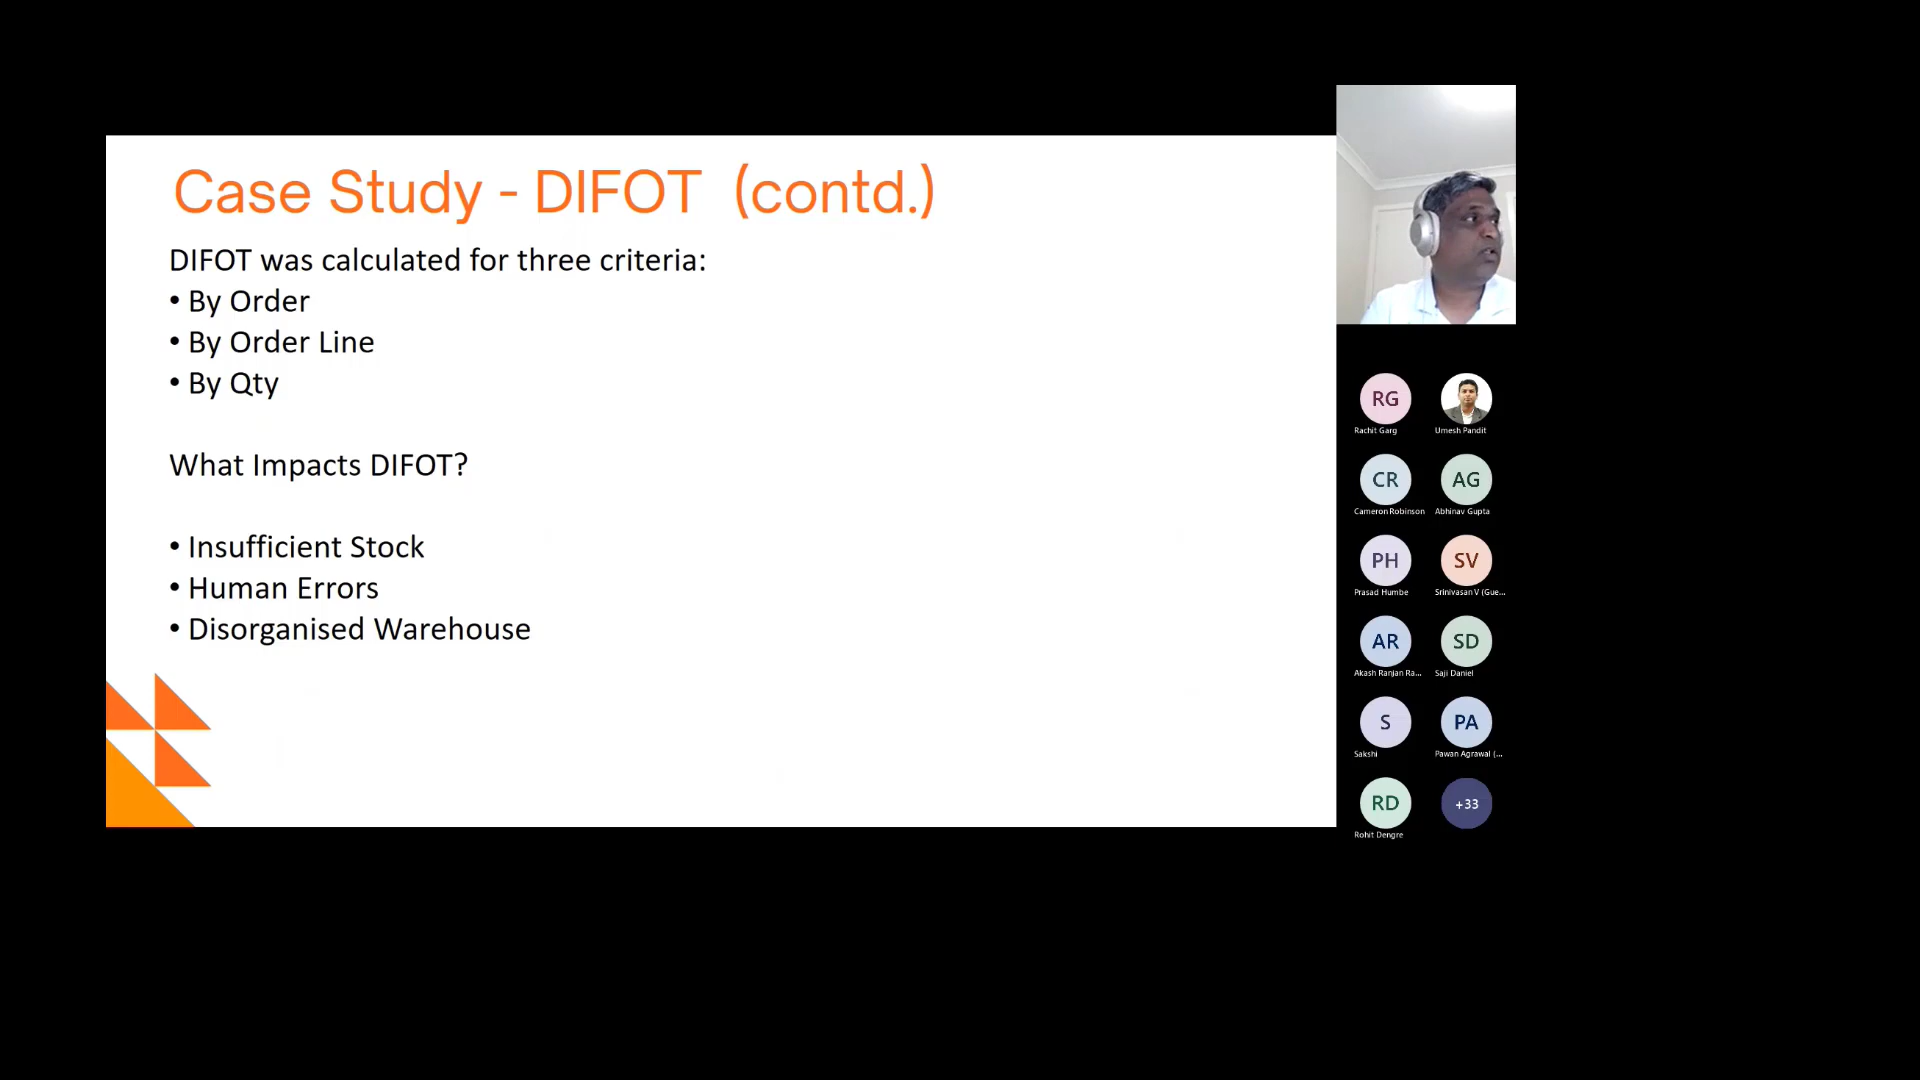 Case Study - DIFOT (contd.)
DIFOT was calculated for three criteria:
• By Order
• By Order Line
• By Qty
What Impacts DIFOT?
• Insufficient Stock
• Human Errors
• Disorganised Warehouse
RG
Rachit Garg
Umesh Pandit
CR AG
Cameron Robinson Abhinav Gupta
PH SV
Prasad Humbe Srinivasan V (Gue...
AR SD
Akash Ranjan Ra... Saji Daniel
S PA
Sakshi Pawan Agrawal (...
RD +33
Rohit Dengre